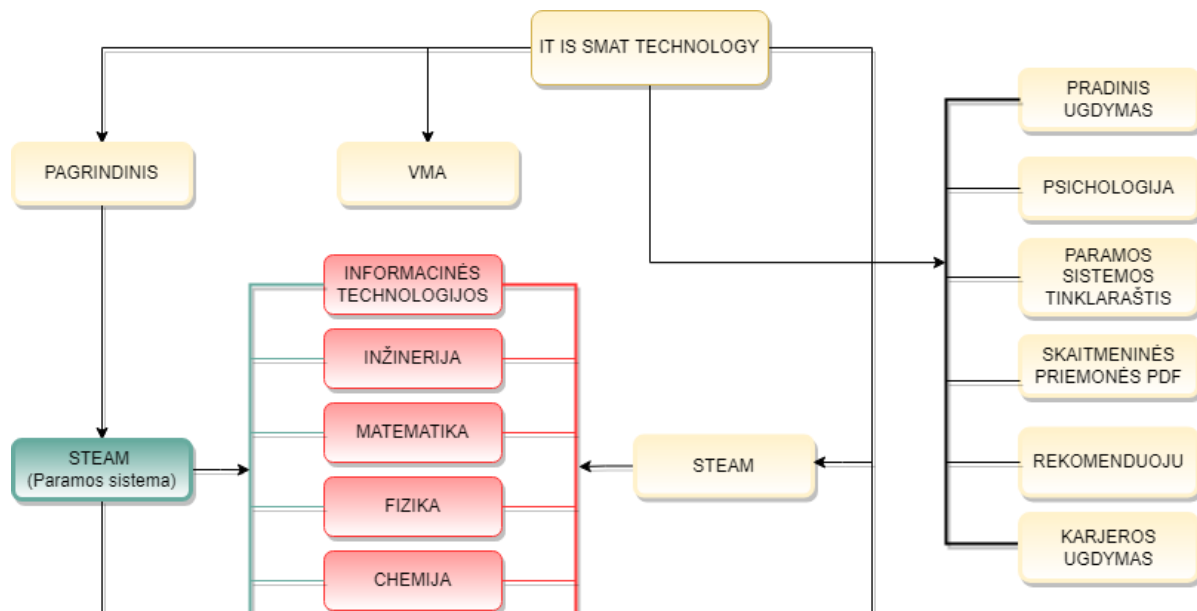 IT IS SMAT TECHNOLOGY
PAGRINDINIS
VMA
PRADINIS
UGDYMAS
PSICHOLOGIJA
PARAMOS
SISTEMOS
TINKLARAŠTIS
SKAITMENINĖS
PRIEMONĖS PDF
REKOMENDUOJU
KARJEROS
UGDYMAS
INFORMACINĖS
TECHNOLOGIJOS
INŽINERIJA
MATEMATIKA
FIZIKA
CHEMIJA
STEAM
(Paramos sistema)
STEAM